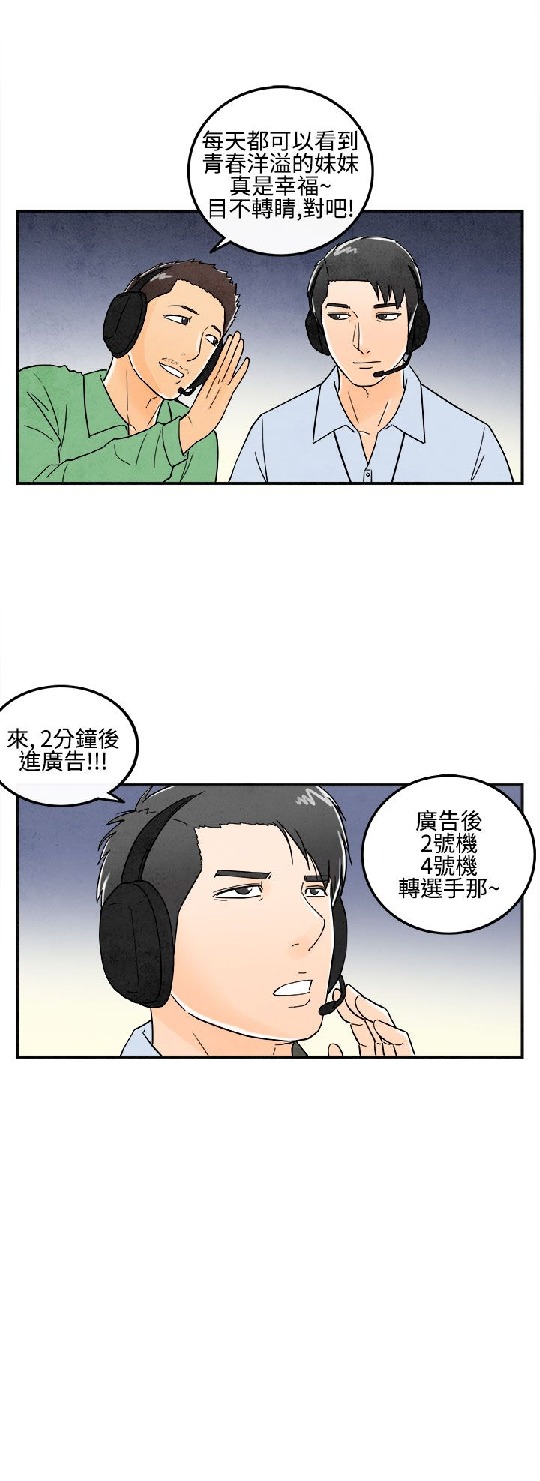 每天都可以看到
青春洋溢的妹妹
真是幸福~
目不轉睛,對吧!
來, 2分鐘後
進廣告!!!
廣告後
2號機
4號機
轉選手那~